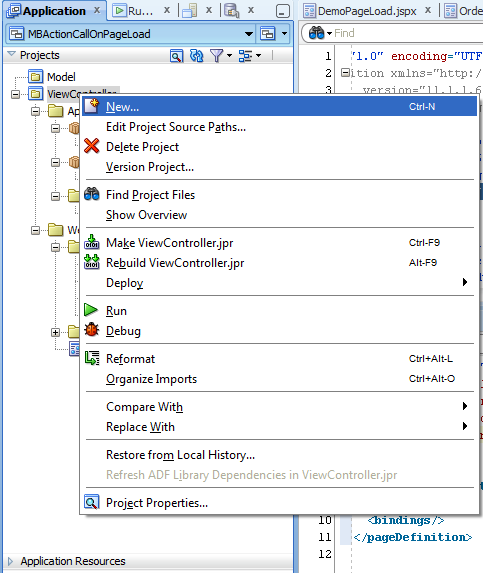 Application
Ru...
DemoPageLoad.jspx
Orde
MBActionCallOnPageLoad
Find
Projects
Model
ViewController
1 "1.0" encoding="UTF
2 ition xmlns="http:/
3 version="11.1.1.6
4
5
6
Ap
We
New... Ctrl-N
Edit Project Source Paths...
Delete Project
Version Project...
Find Project Files
Show Overview
Make ViewController.jpr Ctrl-F9
Rebuild ViewController.jpr Alt-F9
Deploy
Run
Debug
Reformat Ctrl+Alt-L
Organize Imports Ctrl+Alt-O
Compare With
Replace With
Restore from Local History...
Refresh ADF Library Dependencies in ViewController.jpr
Project Properties...
10 <bindings/>
11 </pageDefinition>
12
Application Resources